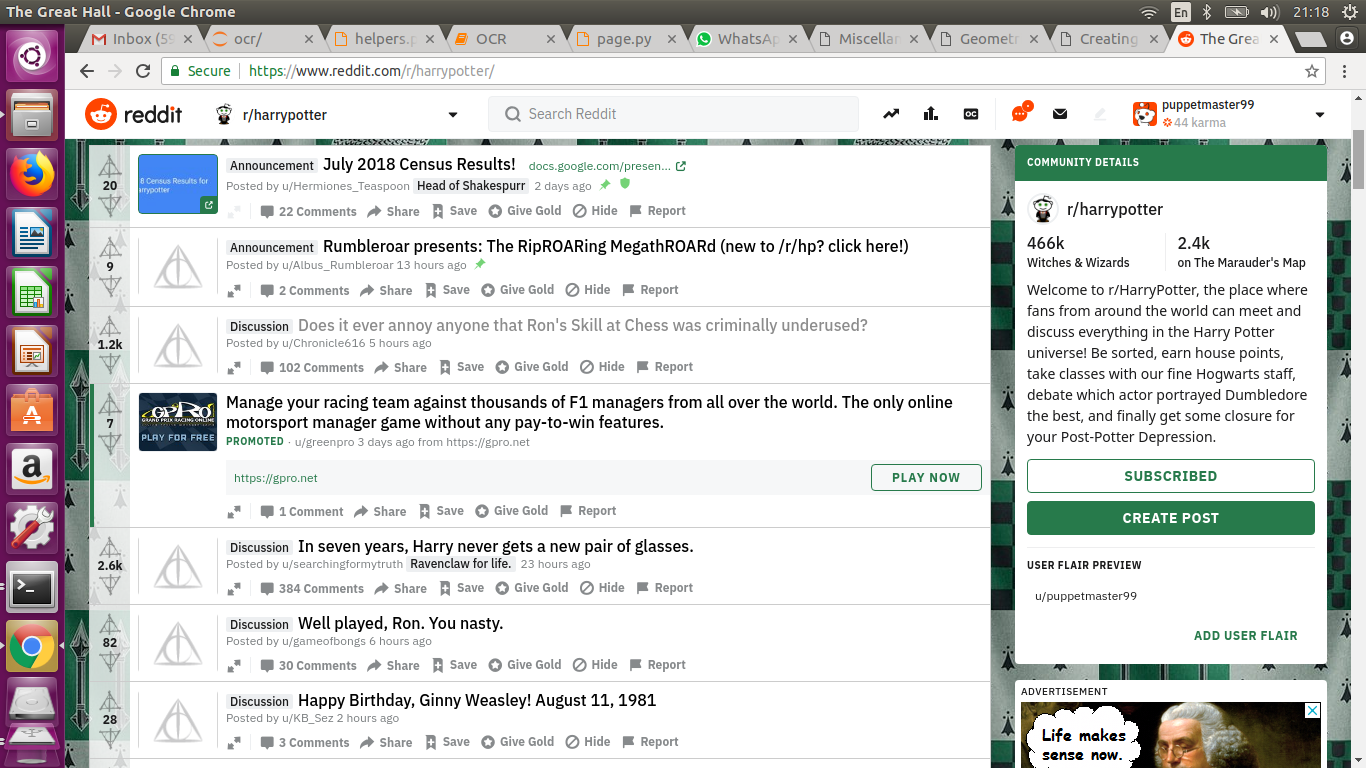 The Great Hall - Google Chrome
En
21:18
Inbox (59
ocr/
helpers.p
OCR
page.py
WhatsAp
Miscellan
Geometr
Creating
The Grea
Secure
https://www.reddit.com/r/harrypotter/
reddit
r/harrypotter
Search Reddit
OC
puppetmaster99
44 karma
20
8 Census Results for
rrypotter
Announcement July 2018 Census Results! docs.google.com/presen...
Posted by u/Hermiones_Teaspoon Head of Shakespurr 2 days ago
22 Comments Share Save Give Gold Hide Report
9
Announcement Rumbleroar presents: The RipROARing MegathROARd (new to /r/hp? click here!)
Posted by u/Albus_Rumbleroar 13 hours ago
2 Comments Share Save Give Gold Hide Report
1.2k
Discussion Does it ever annoy anyone that Ron's Skill at Chess was criminally underused?
Posted by u/Chronicle616 5 hours ago
102 Comments Share Save Give Gold Hide Report
7
GPRO
GRAND PRIX RACING ONLINE
PLAY FOR FREE
Manage your racing team against thousands of F1 managers from all over the world. The only online
motorsport manager game without any pay-to-win features.
PROMOTED · u/greenpro 3 days ago from https://gpro.net
https://gpro.net
PLAY NOW
1 Comment Share Save Give Gold Report
2.6k
Discussion In seven years, Harry never gets a new pair of glasses.
Posted by u/searchingformytruth Ravenclaw for life. 23 hours ago
384 Comments Share Save Give Gold Hide Report
82
Discussion Well played, Ron. You nasty.
Posted by u/gameofbongs 6 hours ago
30 Comments Share Save Give Gold Hide Report
28
Discussion Happy Birthday, Ginny Weasley! August 11, 1981
Posted by u/KB_Sez 2 hours ago
3 Comments Share Save Give Gold Hide Report
COMMUNITY DETAILS
r/harrypotter
466k
Witches & Wizards
2.4k
on The Marauder's Map
Welcome to r/HarryPotter, the place where
fans from around the world can meet and
discuss everything in the Harry Potter
universe! Be sorted, earn house points,
take classes with our fine Hogwarts staff,
debate which actor portrayed Dumbledore
the best, and finally get some closure for
your Post-Potter Depression.
SUBSCRIBED
CREATE POST
USER FLAIR PREVIEW
u/puppetmaster99
ADD USER FLAIR
ADVERTISEMENT
Life makes
sense now.